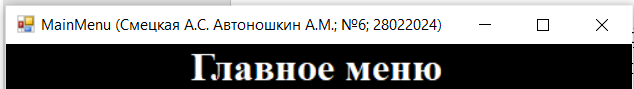 MainMenu (Смецкая А.С. Автоношкин А.М.; №6; 28022024)
Главное меню